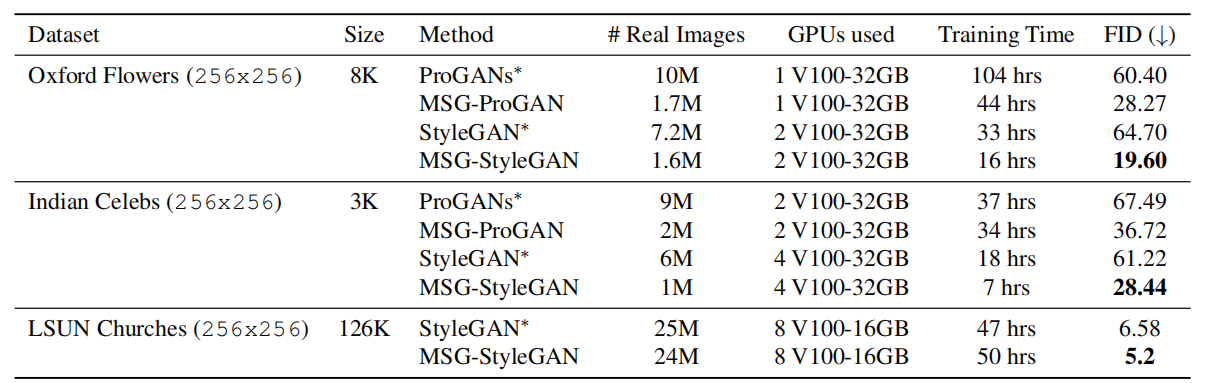 Dataset Size Method # Real Images GPUs used Training Time FID (↓)
Oxford Flowers (256x256) 8K ProGANs* 10M 1 V100-32GB 104 hrs 60.40
MSG-ProGAN 1.7M 1 V100-32GB 44 hrs 28.27
StyleGAN* 7.2M 2 V100-32GB 33 hrs 64.70
MSG-StyleGAN 1.6M 2 V100-32GB 16 hrs 19.60
Indian Celebs (256x256) 3K ProGANs* 9M 2 V100-32GB 37 hrs 67.49
MSG-ProGAN 2M 2 V100-32GB 34 hrs 36.72
StyleGAN* 6M 4 V100-32GB 18 hrs 61.22
MSG-StyleGAN 1M 4 V100-32GB 7 hrs 28.44
LSUN Churches (256x256) 126K StyleGAN* 25M 8 V100-16GB 47 hrs 6.58
MSG-StyleGAN 24M 8 V100-16GB 50 hrs 5.2